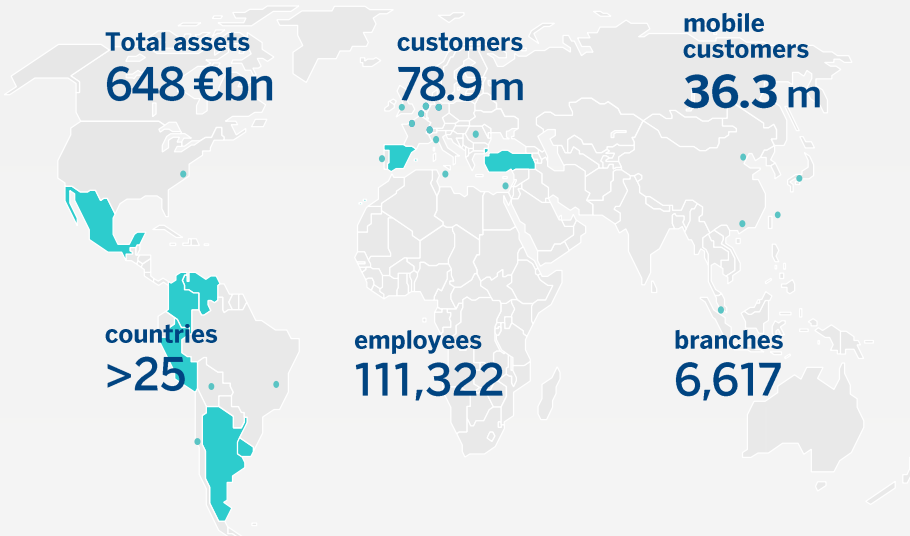 Total assets
648 €bn
customers
78.9 m
mobile
customers
36.3 m
countries
>25
employees
111,322
branches
6,617